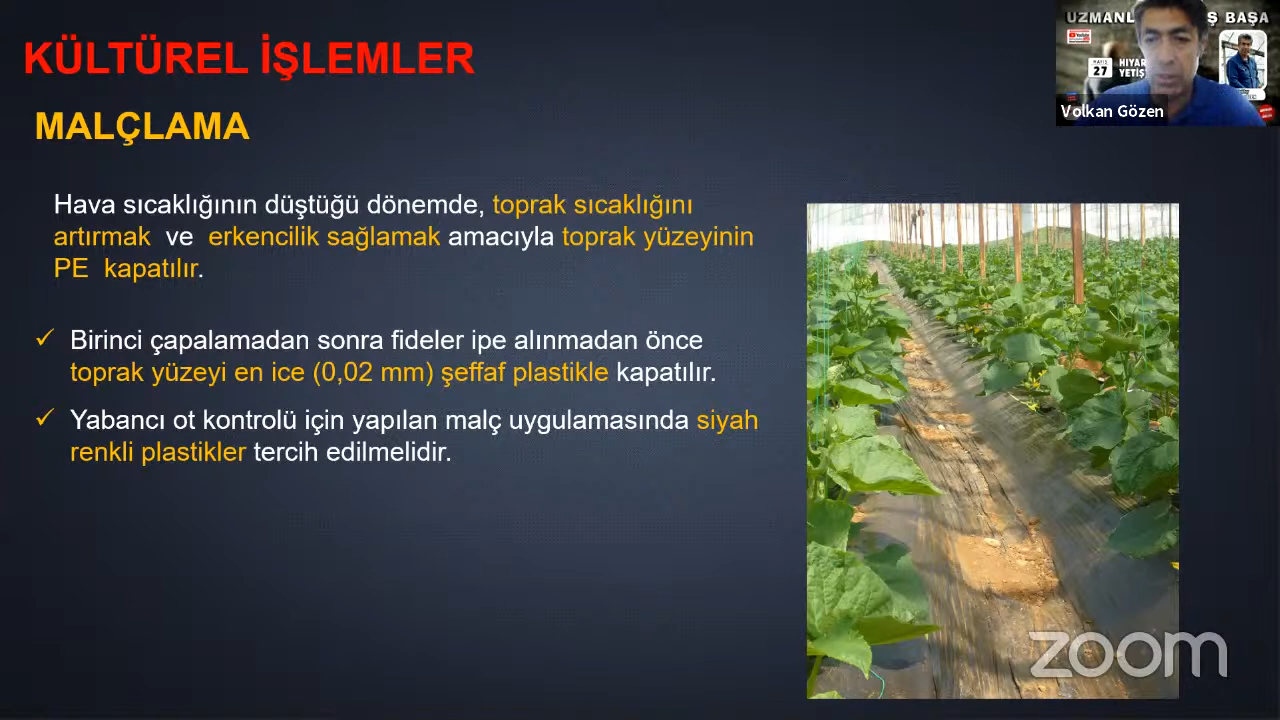 KÜLTÜREL İŞLEMLER
MALÇLAMA
Hava sıcaklığının düştüğü dönemde, toprak sıcaklığını
artırmak ve erkencilik sağlamak amacıyla toprak yüzeyinin
PE kapatılır.
✓ Birinci çapalamadan sonra fideler ipe alınmadan önce
toprak yüzeyi en ice (0,02 mm) şeffaf plastikle kapatılır.
✓ Yabancı ot kontrolü için yapılan malç uygulamasında siyah
renkli plastikler tercih edilmelidir.
UZMANL Ş BAŞA
MAYIS
27
HIYAR
YETİŞ
Volkan Gözen
zoom